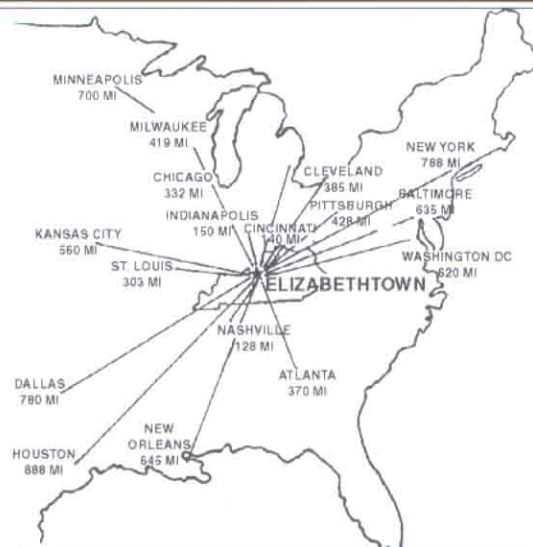 MINNEAPOLIS
700 MI
MILWAUKEE
419 MI
CHICAGO
332 MI
INDIANAPOLIS
150 MI
CINCINNATI
140 MI
CLEVELAND
385 MI
PITTSBURGH
428 MI
NEW YORK
788 MI
BALTIMORE
635 MI
WASHINGTON DC
620 MI
KANSAS CITY
560 MI
ST. LOUIS
303 MI
ELIZABETHTOWN
NASHVILLE
128 MI
ATLANTA
370 MI
DALLAS
780 MI
HOUSTON
888 MI
NEW
ORLEANS
645 MI